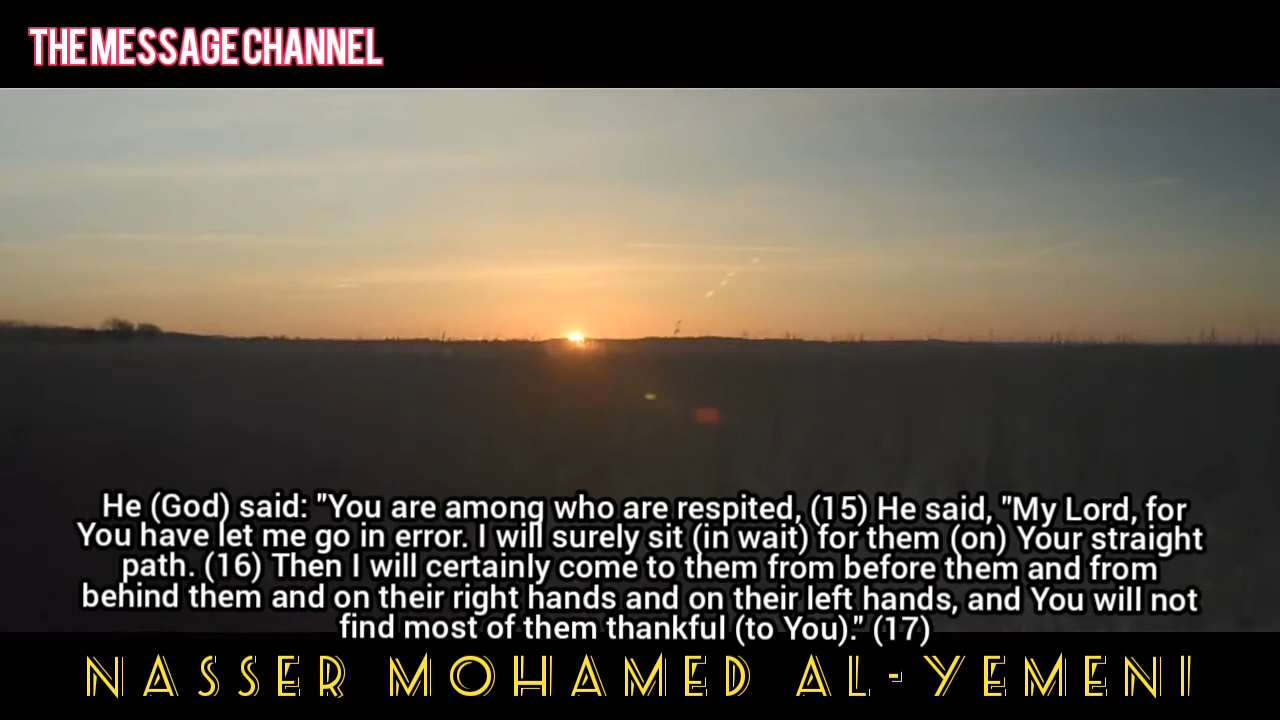 THE MESSAGE CHANNEL
He (God) said: "You are among who are respited, (15) He said, "My Lord, for
You have let me go in error. I will surely sit (in wait) for them (on) Your straight
path. (16) Then I will certainly come to them from before them and from
behind them and on their right hands and on their left hands, and You will not
find most of them thankful (to You)." (17)
NASSER MOHAMED AL-YEMENI